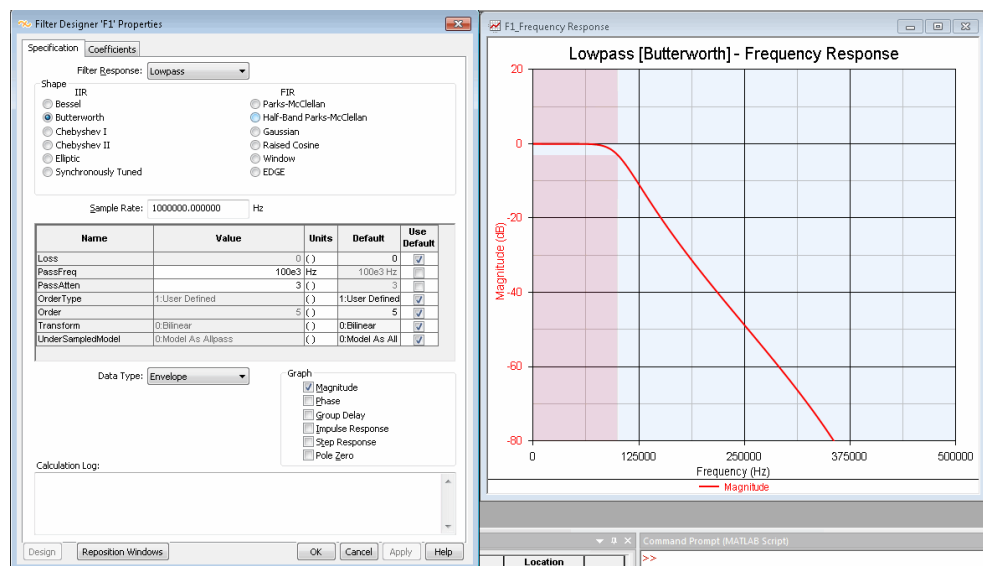 Filter Designer 'F1' Properties
Specification
Coefficients
Filter Response: Lowpass
Shape
IIR
FIR
Bessel
Parks-McClellan
Butterworth
Half-Band Parks-McClellan
Chebyshev I
Gaussian
Chebyshev II
Raised Cosine
Elliptic
Window
Synchronously Tuned
EDGE
Sample Rate: 1000000.000000 Hz
Name Value Units Default Use Default
Loss 0 ( ) 0
PassFreq 100e3 Hz 100e3 Hz
PassAtten 3 ( ) 3
OrderType 1:User Defined ( ) 1:User Defined
Order 5 ( ) 5
Transform 0:Bilinear ( ) 0:Bilinear
UnderSampledModel 0:Model As Allpass ( ) 0:Model As All
Data Type: Envelope
Graph
Magnitude
Phase
Group Delay
Impulse Response
Step Response
Pole Zero
Calculation Log:
Design
Reposition Windows
OK
Cancel
Apply
Help
F1_Frequency Response
Lowpass [Butterworth] - Frequency Response
Magnitude (dB)
20
0
-20
-40
-60
-80
0 125000 250000 375000 500000
Frequency (Hz)
Magnitude
Location
Command Prompt (MATLAB Script)
>>